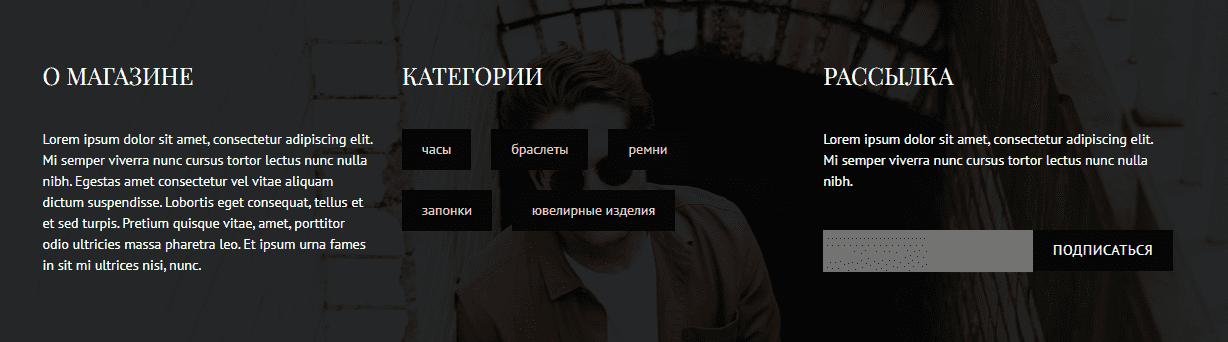 О МАГАЗИНЕ
Lorem ipsum dolor sit amet, consectetur adipiscing elit.
Mi semper viverra nunc cursus tortor lectus nunc nulla
nibh. Egestas amet consectetur vel vitae aliquam
dictum suspendisse. Lobortis eget consequat, tellus et
et sed turpis. Pretium quisque vitae, amet, porttitor
odio ultricies massa pharetra leo. Et ipsum urna fames
in sit mi ultrices nisi, nunc.
КАТЕГОРИИ
часы
браслеты
ремни
запонки
ювелирные изделия
РАССЫЛКА
Lorem ipsum dolor sit amet, consectetur adipiscing elit.
Mi semper viverra nunc cursus tortor lectus nunc nulla
nibh.
ПОДПИСАТЬСЯ